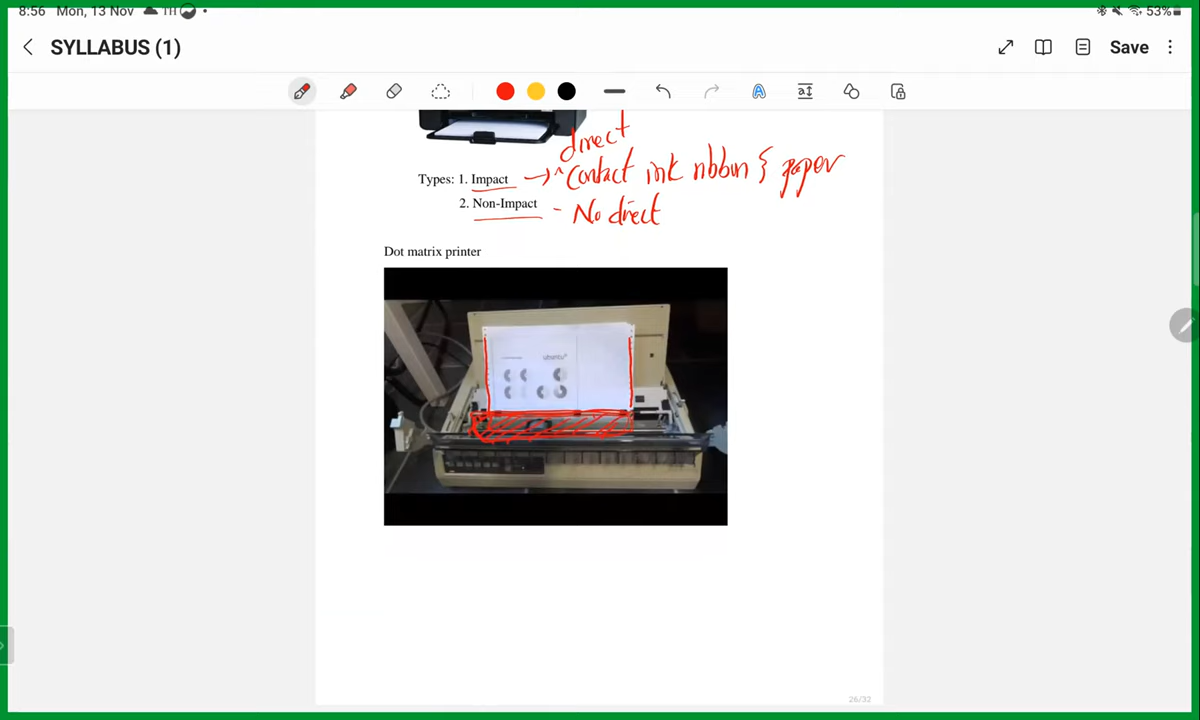 8:56 Mon, 13 Nov TH 53%
SYLLABUS (1)
Save
direct
Types: 1. Impact → ^ Contact ink ribbon & paper
2. Non-Impact - No direct
Dot matrix printer
ubuntu
26/32